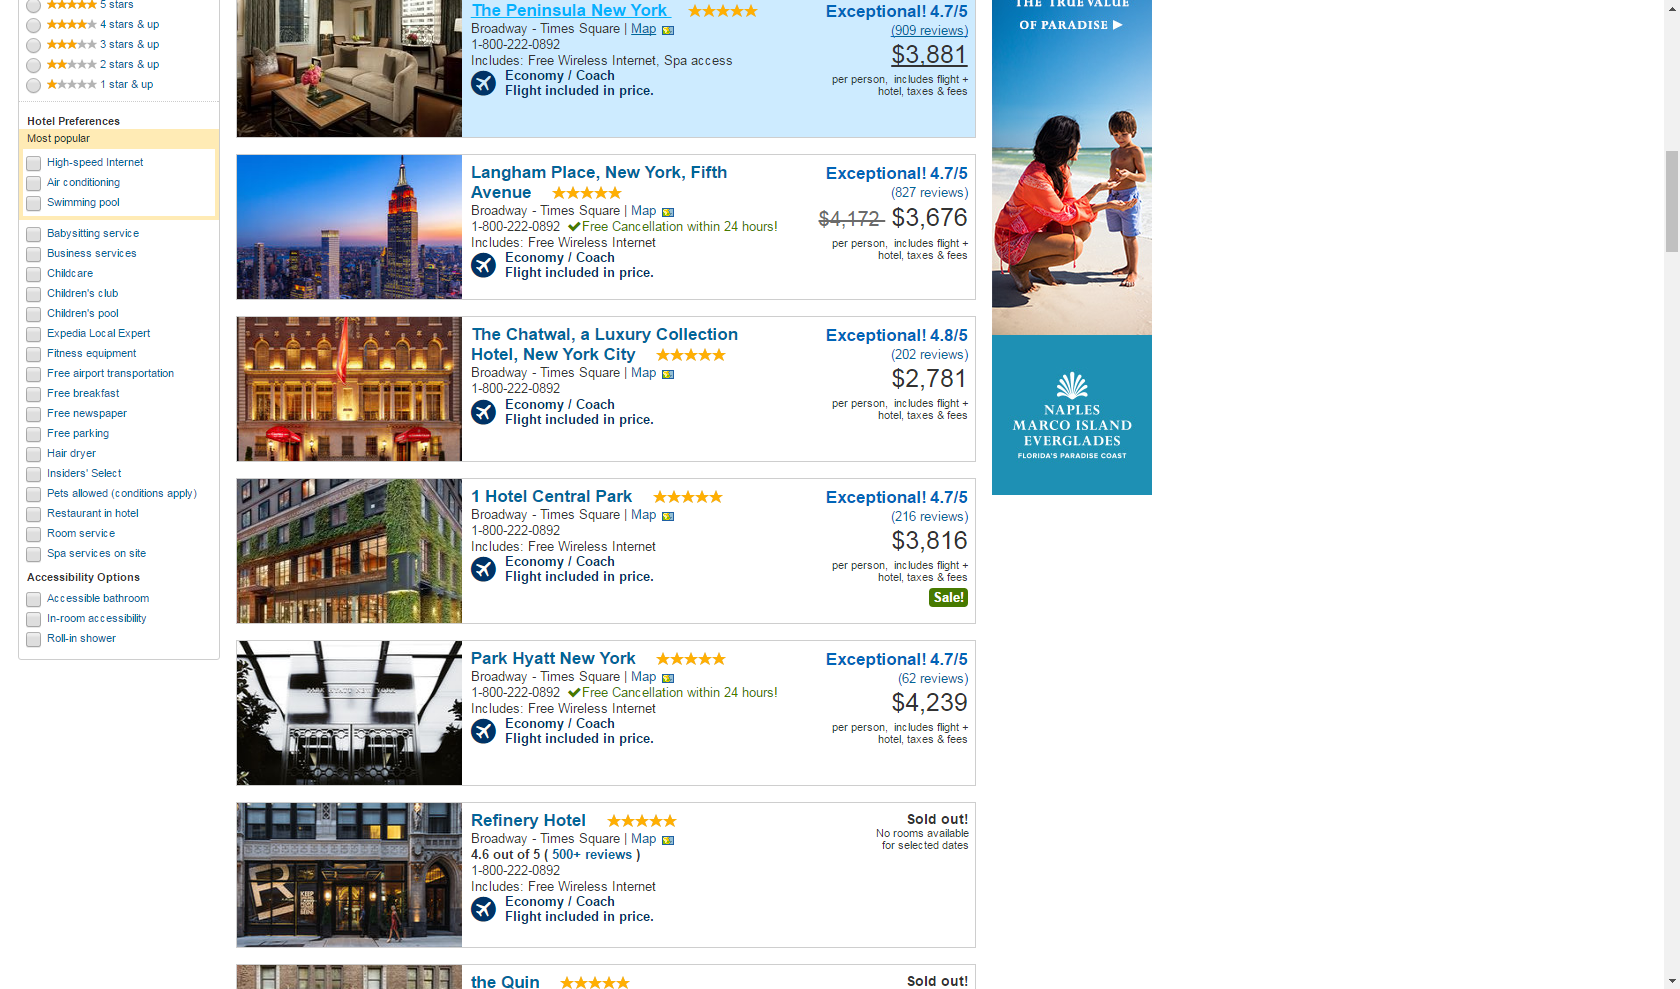 5 stars
4 stars & up
3 stars & up
2 stars & up
1 star & up
Hotel Preferences
Most popular
High-speed Internet
Air conditioning
Swimming pool
Babysitting service
Business services
Childcare
Children's club
Children's pool
Expedia Local Expert
Fitness equipment
Free airport transportation
Free breakfast
Free newspaper
Free parking
Hair dryer
Insiders' Select
Pets allowed (conditions apply)
Restaurant in hotel
Room service
Spa services on site
Accessibility Options
Accessible bathroom
In-room accessibility
Roll-in shower
The Peninsula New York
Broadway - Times Square | Map
1-800-222-0892
Includes: Free Wireless Internet, Spa access
Economy / Coach
Flight included in price.
Exceptional! 4.7/5
(909 reviews)
$3,881
per person, includes flight +
hotel, taxes & fees
Langham Place, New York, Fifth
Avenue
Broadway - Times Square | Map
1-800-222-0892 Free Cancellation within 24 hours!
Includes: Free Wireless Internet
Economy / Coach
Flight included in price.
Exceptional! 4.7/5
(827 reviews)
$4,172 $3,676
per person, includes flight +
hotel, taxes & fees
The Chatwal, a Luxury Collection
Hotel, New York City
Broadway - Times Square | Map
1-800-222-0892
Economy / Coach
Flight included in price.
Exceptional! 4.8/5
(202 reviews)
$2,781
per person, includes flight +
hotel, taxes & fees
1 Hotel Central Park
Broadway - Times Square | Map
1-800-222-0892
Includes: Free Wireless Internet
Economy / Coach
Flight included in price.
Exceptional! 4.7/5
(216 reviews)
$3,816
per person, includes flight +
hotel, taxes & fees
Sale!
PARK HYATT NEW YORK
Park Hyatt New York
Broadway - Times Square | Map
1-800-222-0892 Free Cancellation within 24 hours!
Includes: Free Wireless Internet
Economy / Coach
Flight included in price.
Exceptional! 4.7/5
(62 reviews)
$4,239
per person, includes flight +
hotel, taxes & fees
R
Refinery Hotel
Broadway - Times Square | Map
4.6 out of 5 ( 500+ reviews )
1-800-222-0892
Includes: Free Wireless Internet
Economy / Coach
Flight included in price.
Sold out!
No rooms available
for selected dates
the Quin
Sold out!
THE TRUE VALUE
OF PARADISE
NAPLES
MARCO ISLAND
EVERGLADES
FLORIDA'S PARADISE COAST